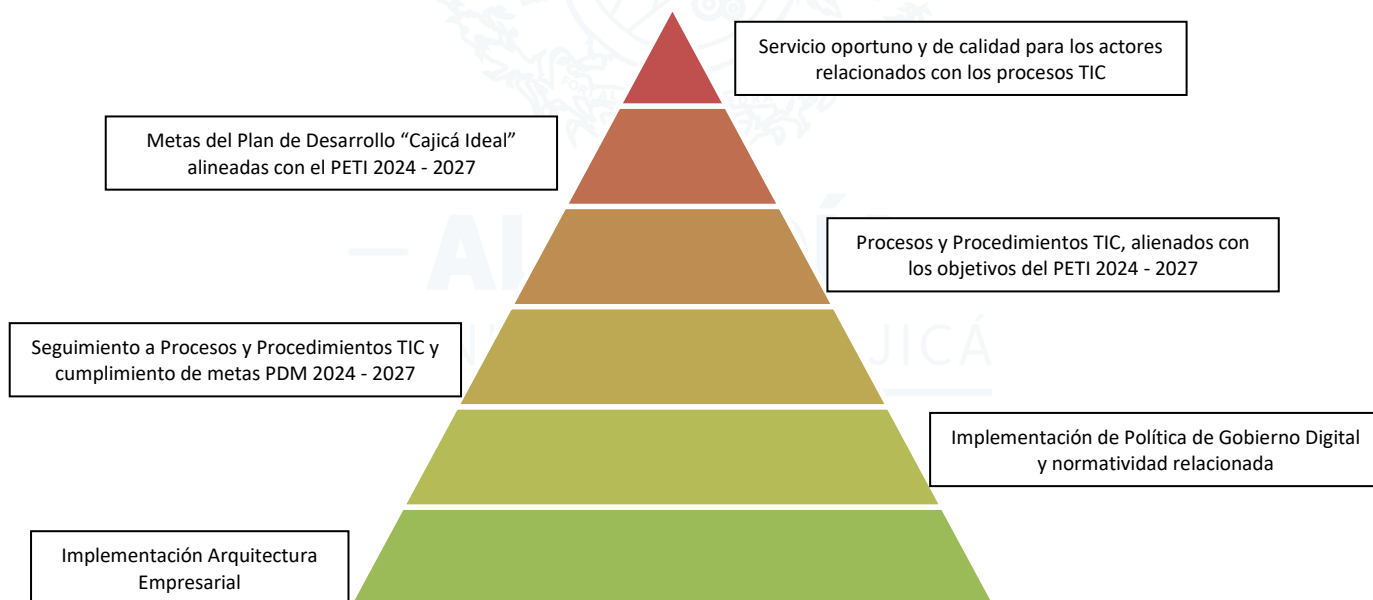 Servicio oportuno y de calidad para los actores
relacionados con los procesos TIC
Metas del Plan de Desarrollo “Cajicá Ideal”
alineadas con el PETI 2024 - 2027
Procesos y Procedimientos TIC, alienados con
los objetivos del PETI 2024 - 2027
Seguimiento a Procesos y Procedimientos TIC y
cumplimiento de metas PDM 2024 - 2027
JICÁ
Implementación de Política de Gobierno Digital
y normatividad relacionada
Implementación Arquitectura
Empresarial